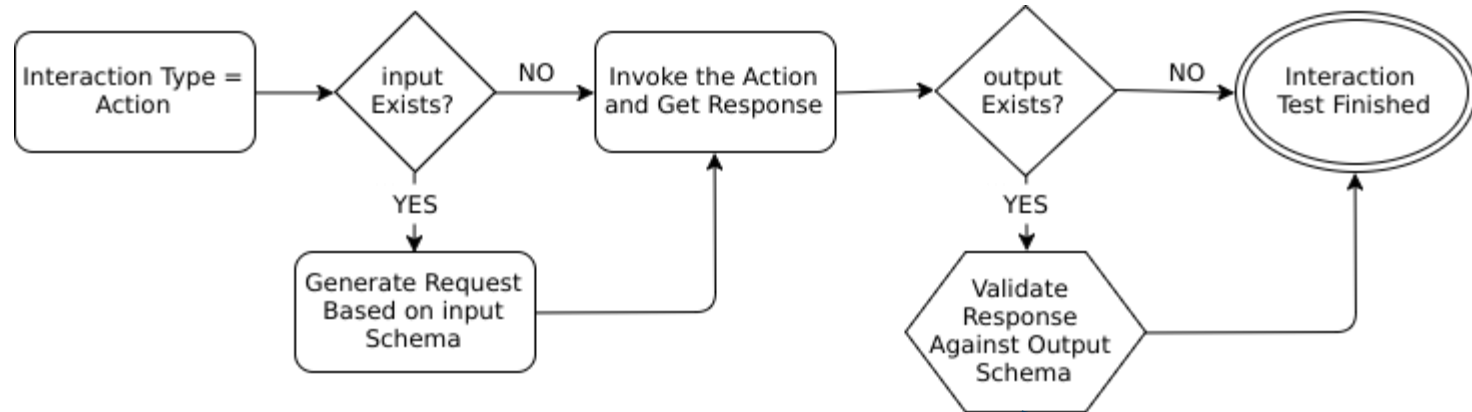 Interaction Type =
Action
input
Exists?
NO
Invoke the Action
and Get Response
output
Exists?
NO
Interaction
Test Finished
YES
Generate Request
Based on input
Schema
YES
Validate
Response
Against Output
Schema